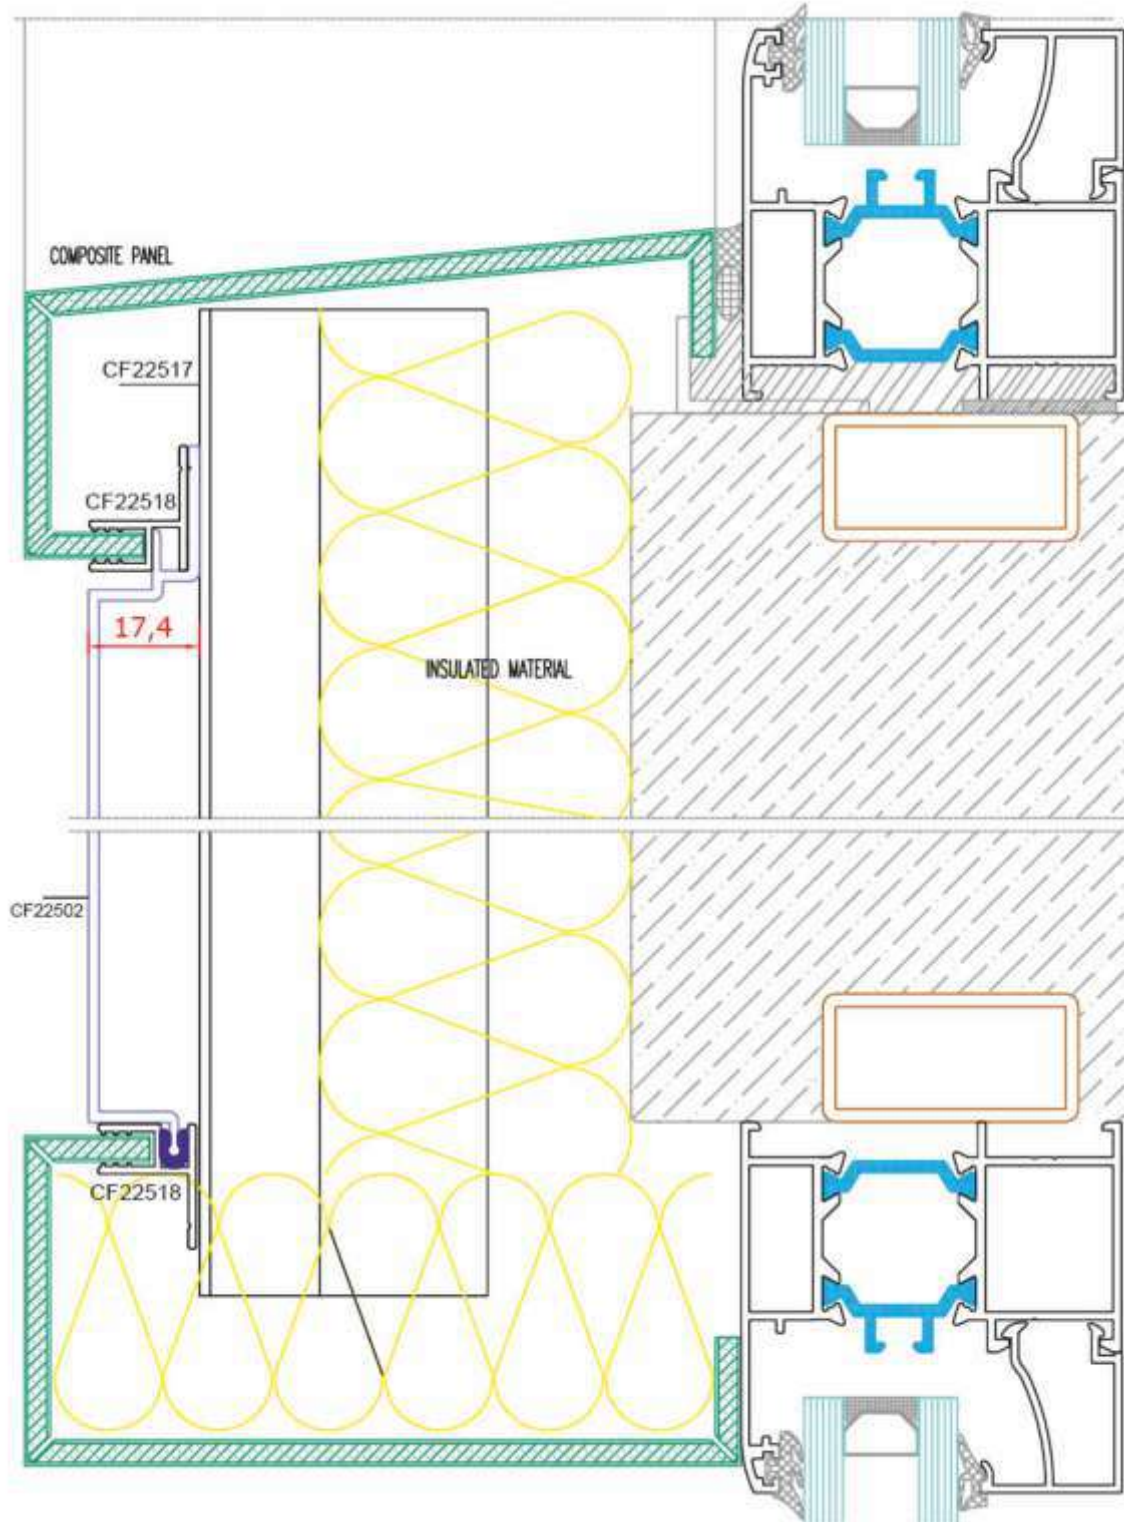 COMPOSITE PANEL
CF22517
CF22518
17,4
INSULATED MATERIAL
CF22502
CF22518